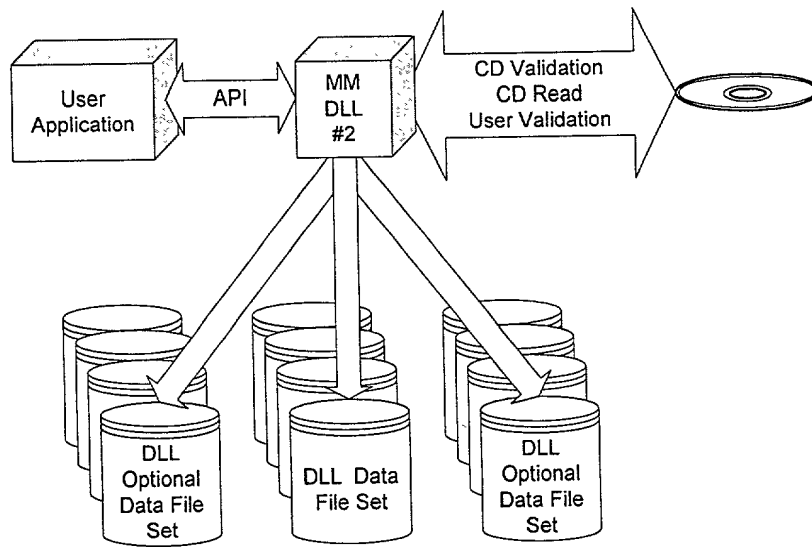 User
Application
API
MM
DLL
#2
CD Validation
CD Read
User Validation
DLL
Optional
Data File
Set
DLL Data
File Set
DLL
Optional
Data File
Set